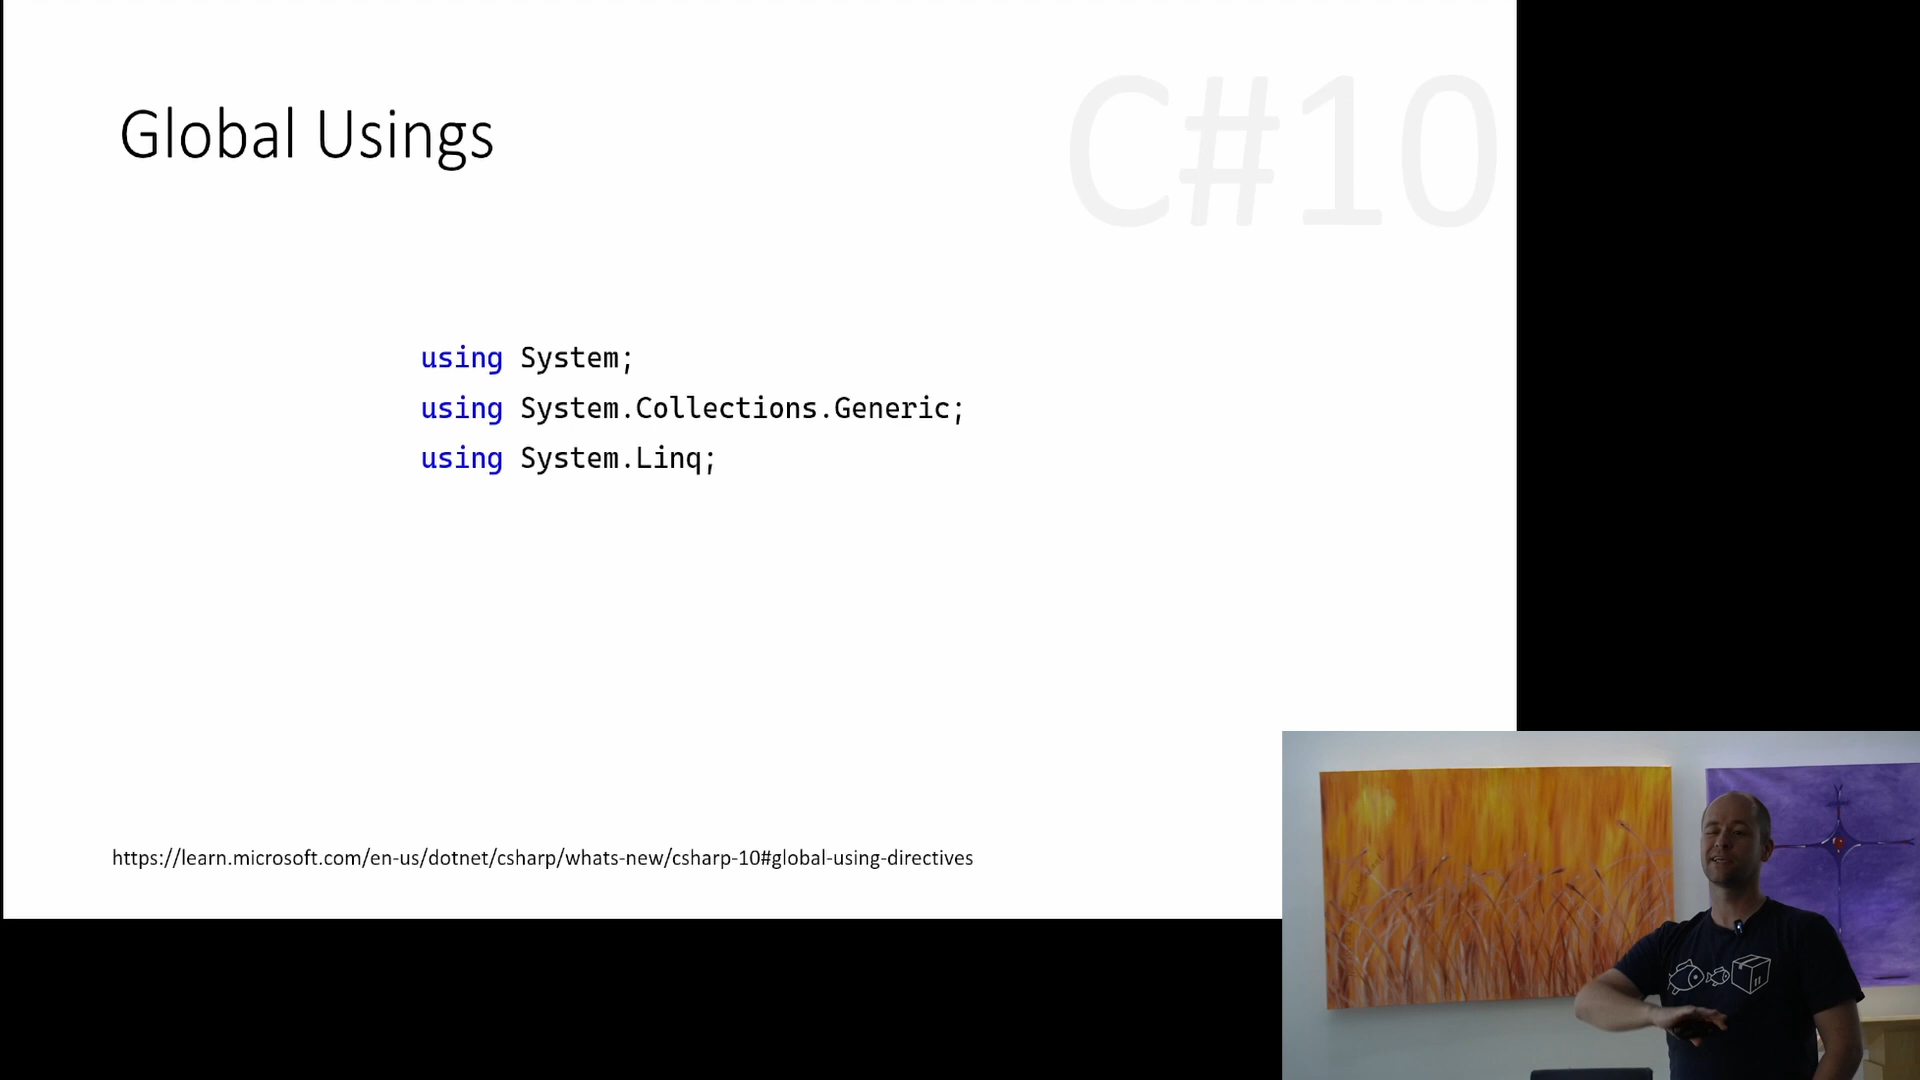 C#10
Global Usings
using System;
using System.Collections.Generic;
using System.Linq;
https://learn.microsoft.com/en-us/dotnet/csharp/whats-new/csharp-10#global-using-directives